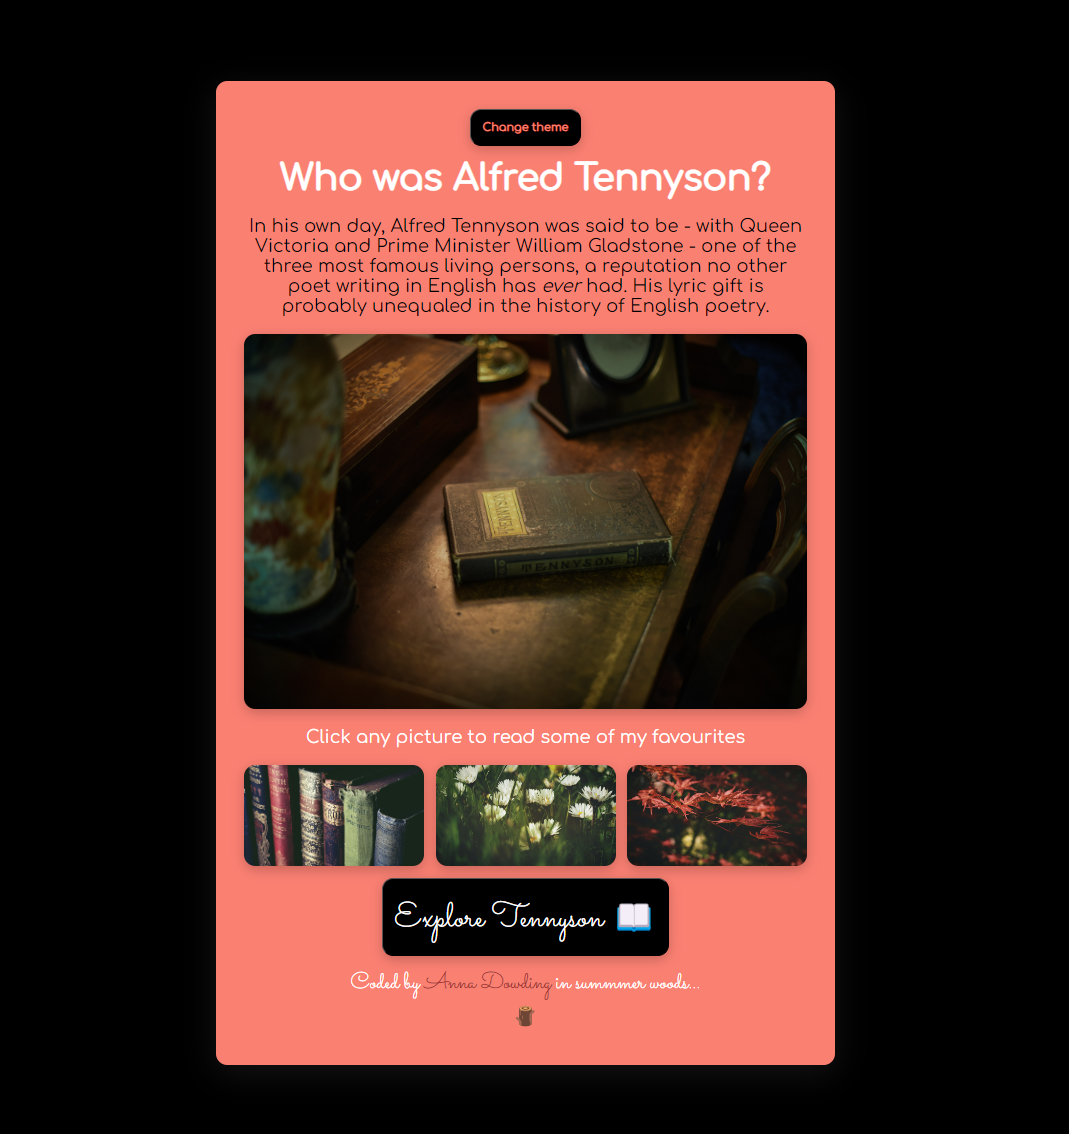 Change theme
Who was Alfred Tennyson?
In his own day, Alfred Tennyson was said to be - with Queen
Victoria and Prime Minister William Gladstone - one of the
three most famous living persons, a reputation no other
poet writing in English has ever had. His lyric gift is
probably unequaled in the history of English poetry.
TENNYSON
Click any picture to read some of my favourites
Explore Tennyson 📖
Coded by Anna Dowding in summmer woods...